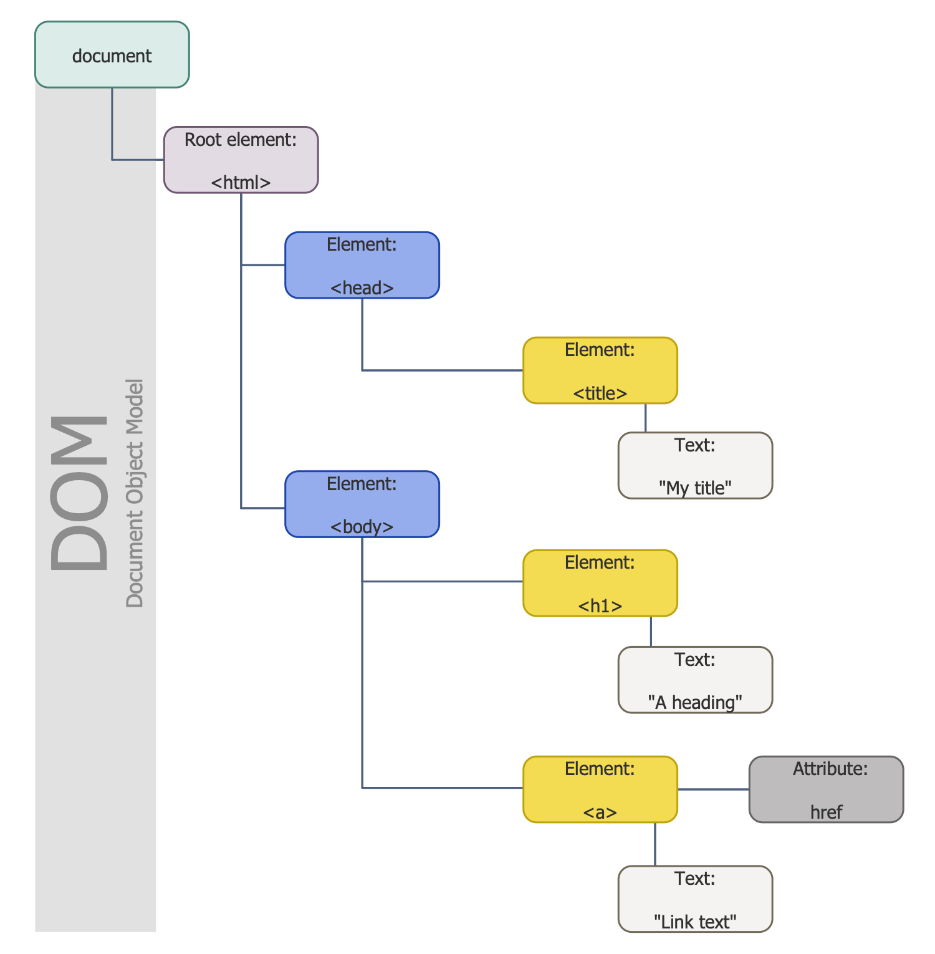 document
Root element:
<html>
Element:
<head>
Element:
<title>
Text:
"My title"
DOM
Document Object Model
Element:
<body>
Element:
<h1>
Text:
"A heading"
Element:
<a>
Attribute:
href
Text:
"Link text"